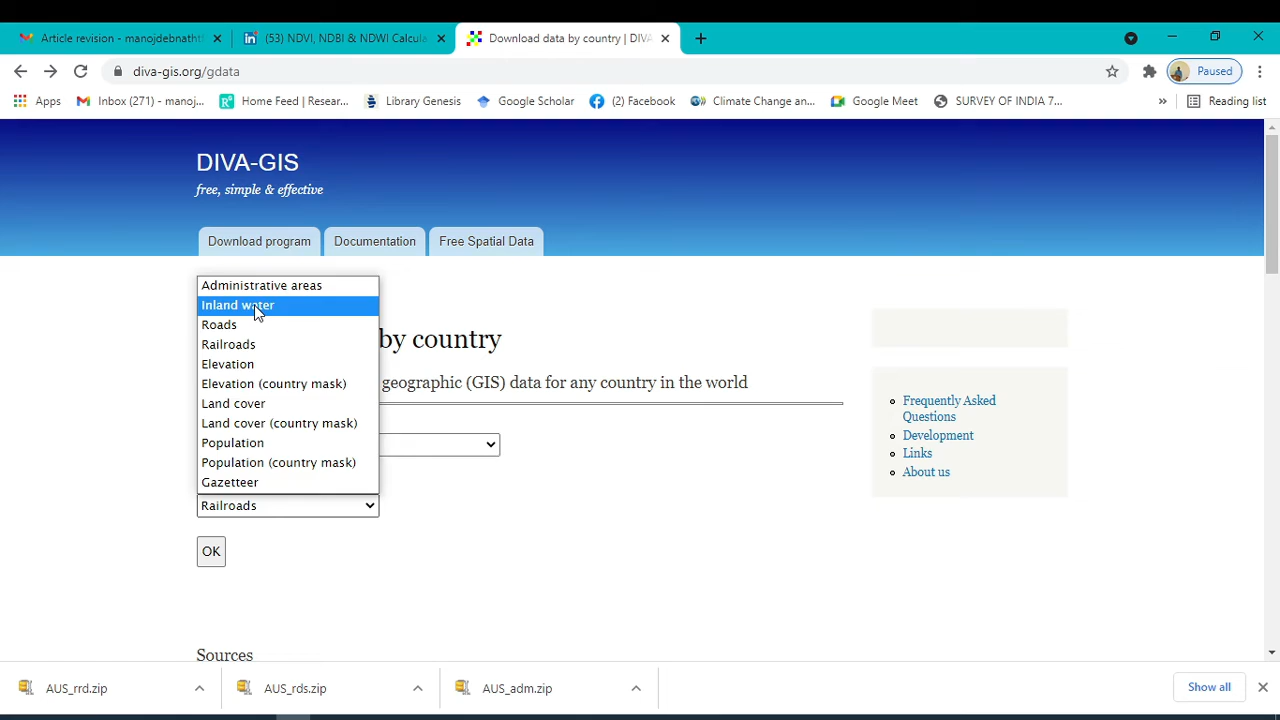 Article revision - manojdebnatht
(53) NDVI, NDBI & NDWI Calcula
Download data by country | DIVA
diva-gis.org/gdata
Paused
Apps
Inbox (271) - manoj...
Home Feed | Resear...
Library Genesis
Google Scholar
(2) Facebook
Climate Change an...
Google Meet
SURVEY OF INDIA 7...
»
Reading list
DIVA-GIS
free, simple & effective
Download program
Documentation
Free Spatial Data
Administrative areas
Inland water
Roads
Railroads
Elevation
Elevation (country mask)
Land cover
Land cover (country mask)
Population
Population (country mask)
Gazetteer
by country
geographic (GIS) data for any country in the world
Railroads
OK
Frequently Asked
Questions
Development
Links
About us
Sources
AUS_rrd.zip
AUS_rds.zip
AUS_adm.zip
Show all